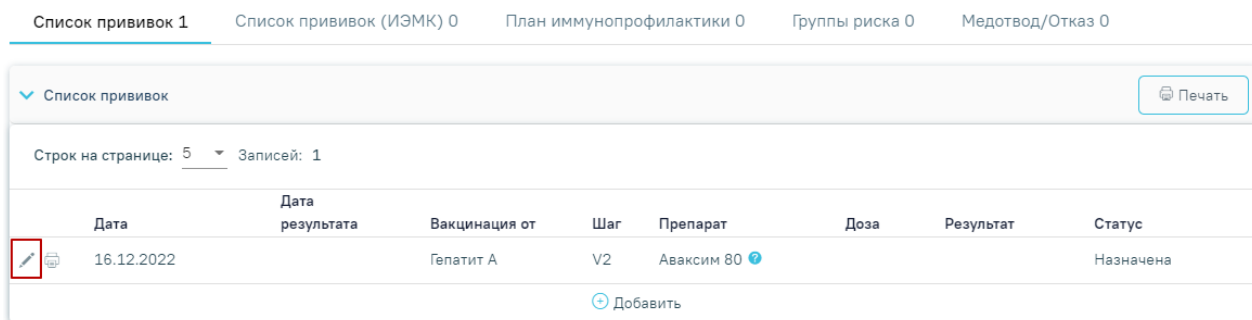 Список прививок 1 Список прививок (ИЭМК) 0 План иммунопрофилактики 0 Группы риска 0 Медотвод/Отказ 0
Список прививок Печать
Строк на странице: 5 Записей: 1
Дата Дата результата Вакцинация от Шаг Препарат Доза Результат Статус
16.12.2022 Гепатит А V2 Аваксим 80 ? Назначена
Добавить